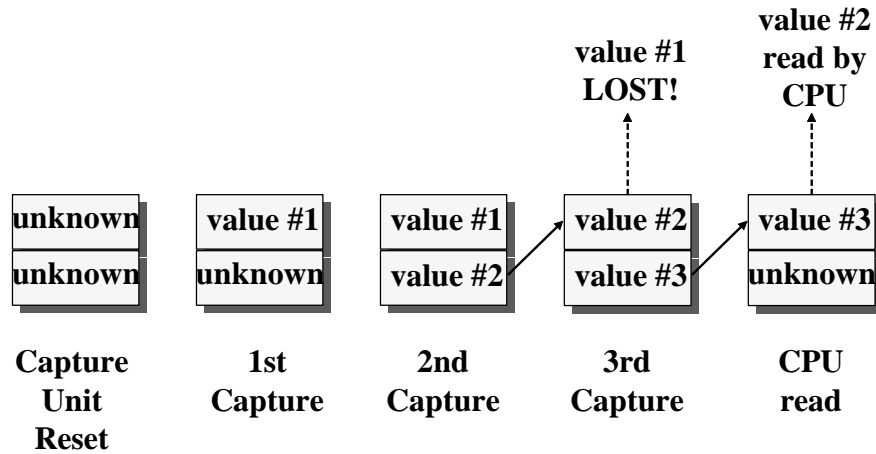 value #1
LOST!
value #2
read by
CPU
unknown
unknown
value #1
unknown
value #1
value #2
value #2
value #3
value #3
unknown
Capture
Unit
Reset
1st
Capture
2nd
Capture
3rd
Capture
CPU
read